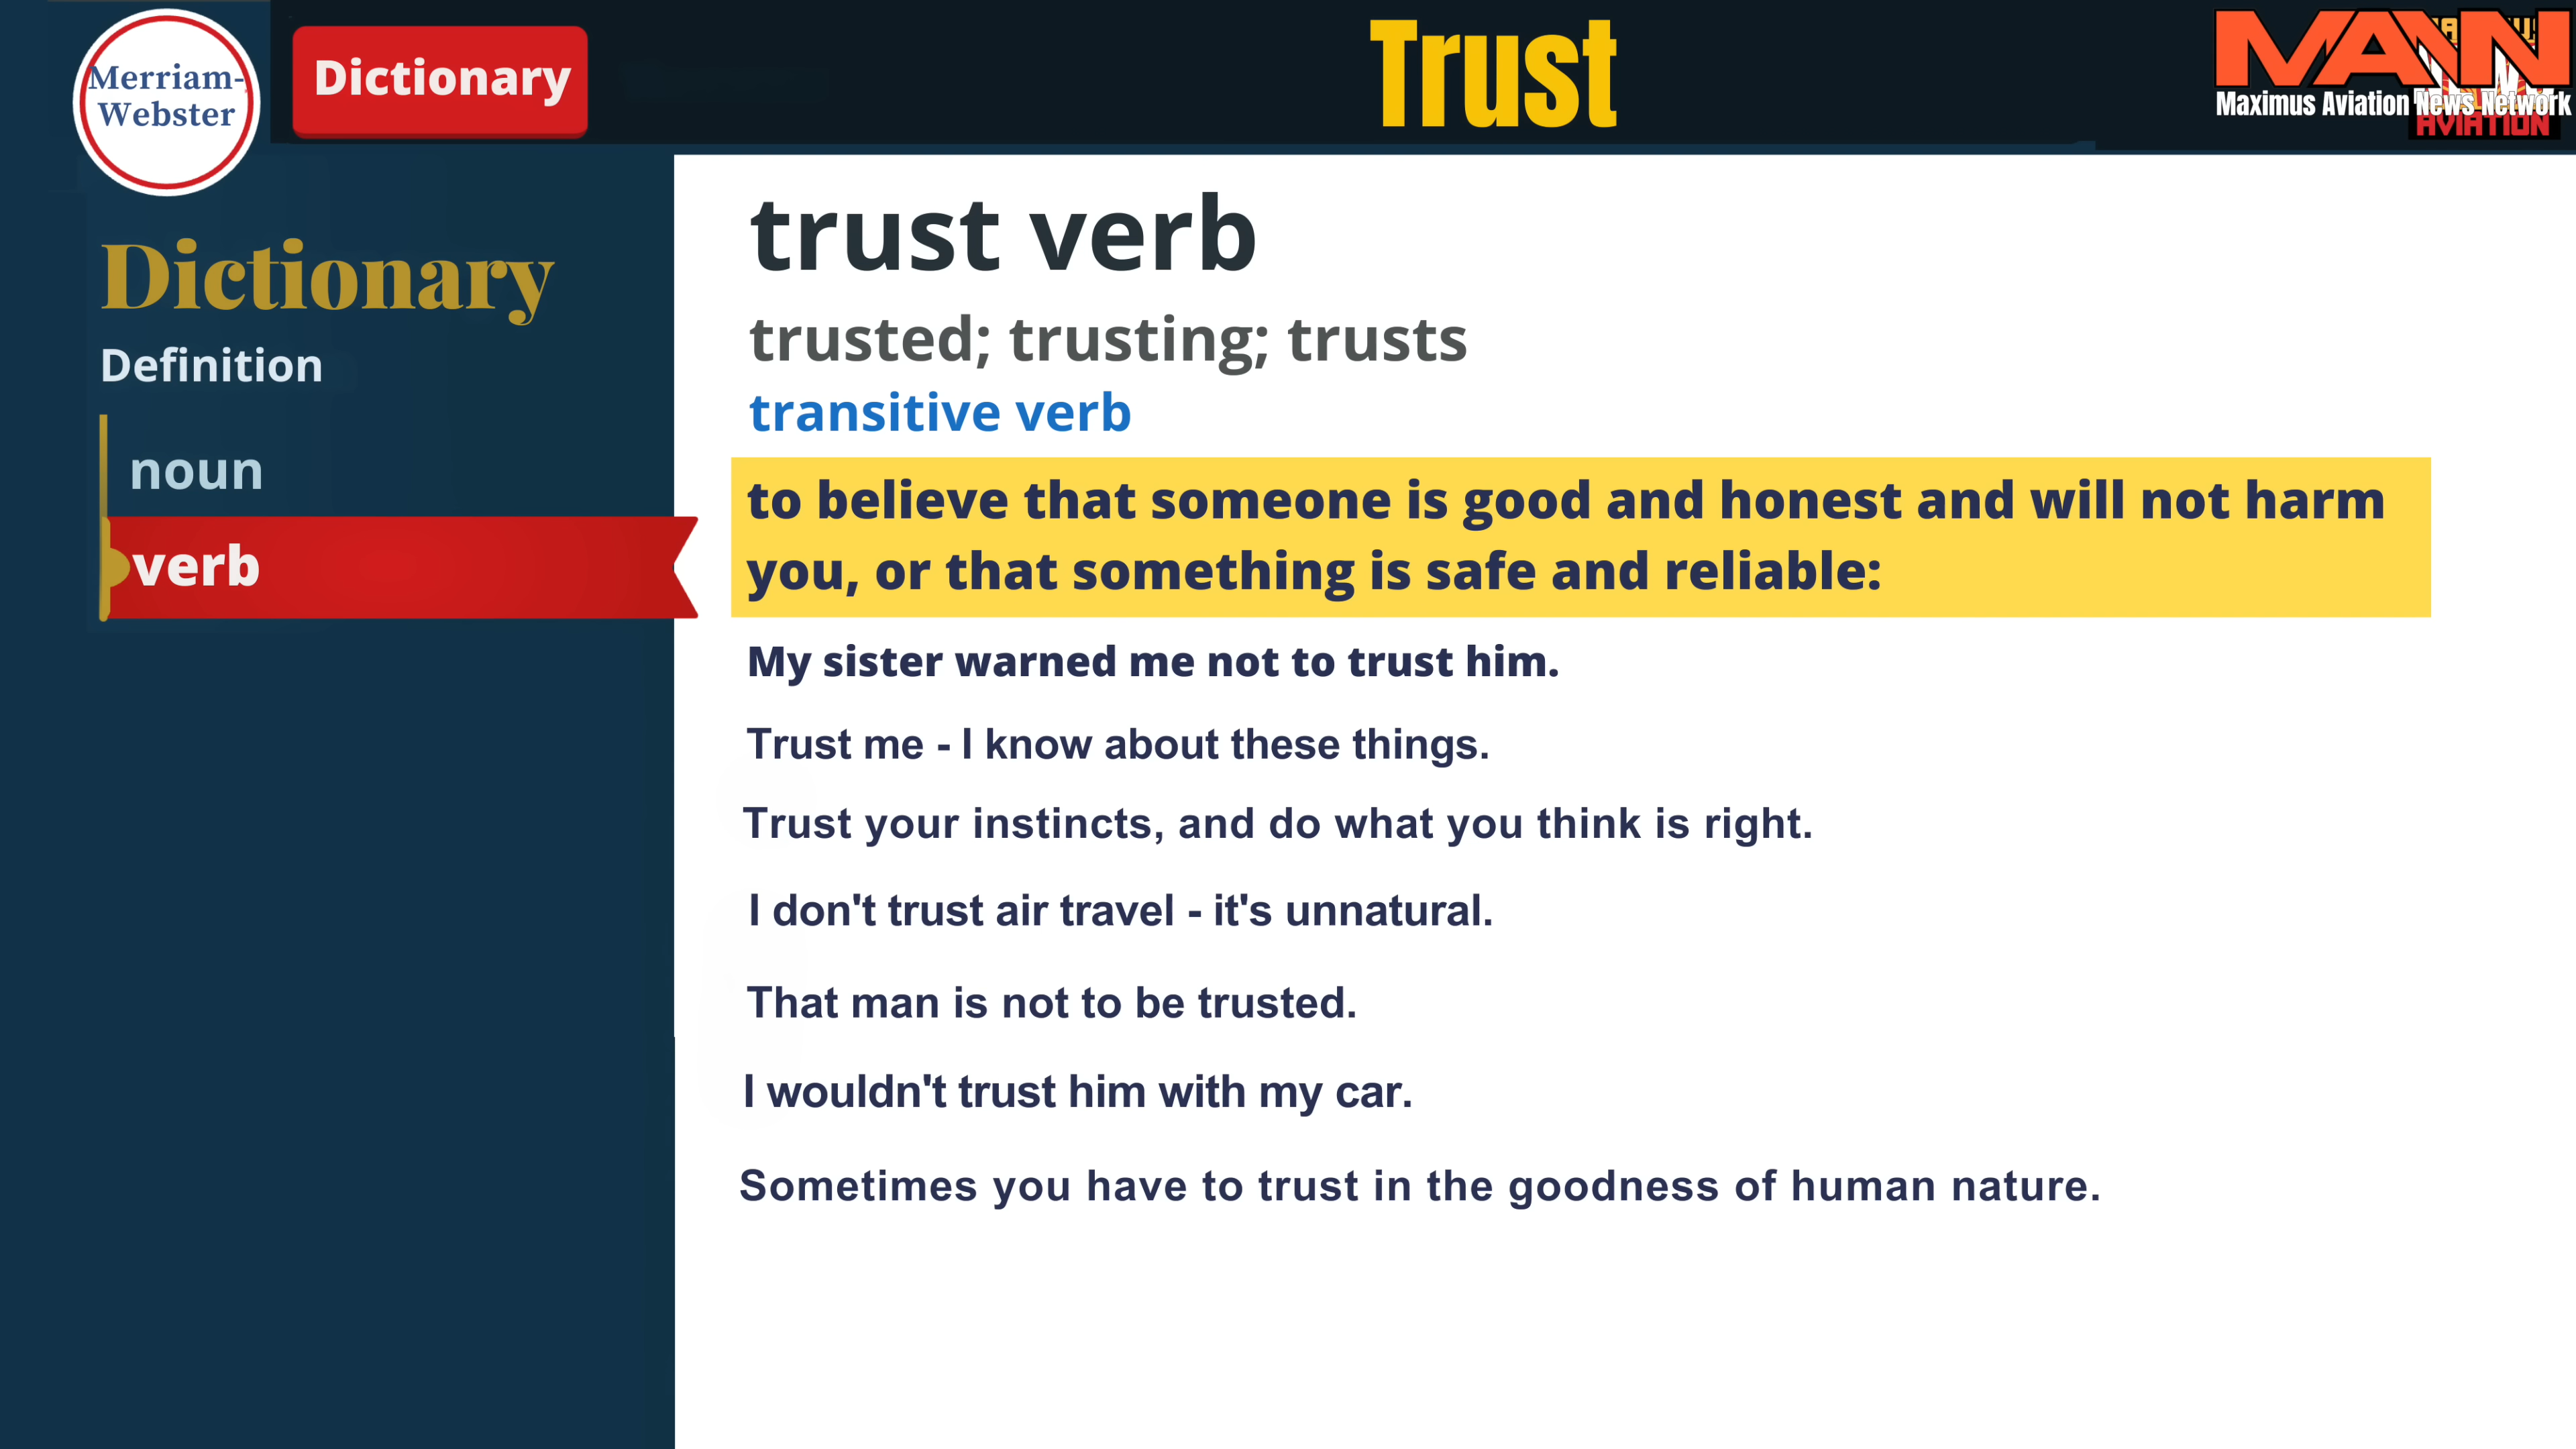 Merriam-
Webster
Dictionary
Trust
MANN
Maximus Aviation News Network
AVIATION
Dictionary
Definition
noun
verb
trust verb
trusted; trusting; trusts
transitive verb
to believe that someone is good and honest and will not harm
you, or that something is safe and reliable:
My sister warned me not to trust him.
Trust me - I know about these things.
Trust your instincts, and do what you think is right.
I don't trust air travel - it's unnatural.
That man is not to be trusted.
I wouldn't trust him with my car.
Sometimes you have to trust in the goodness of human nature.